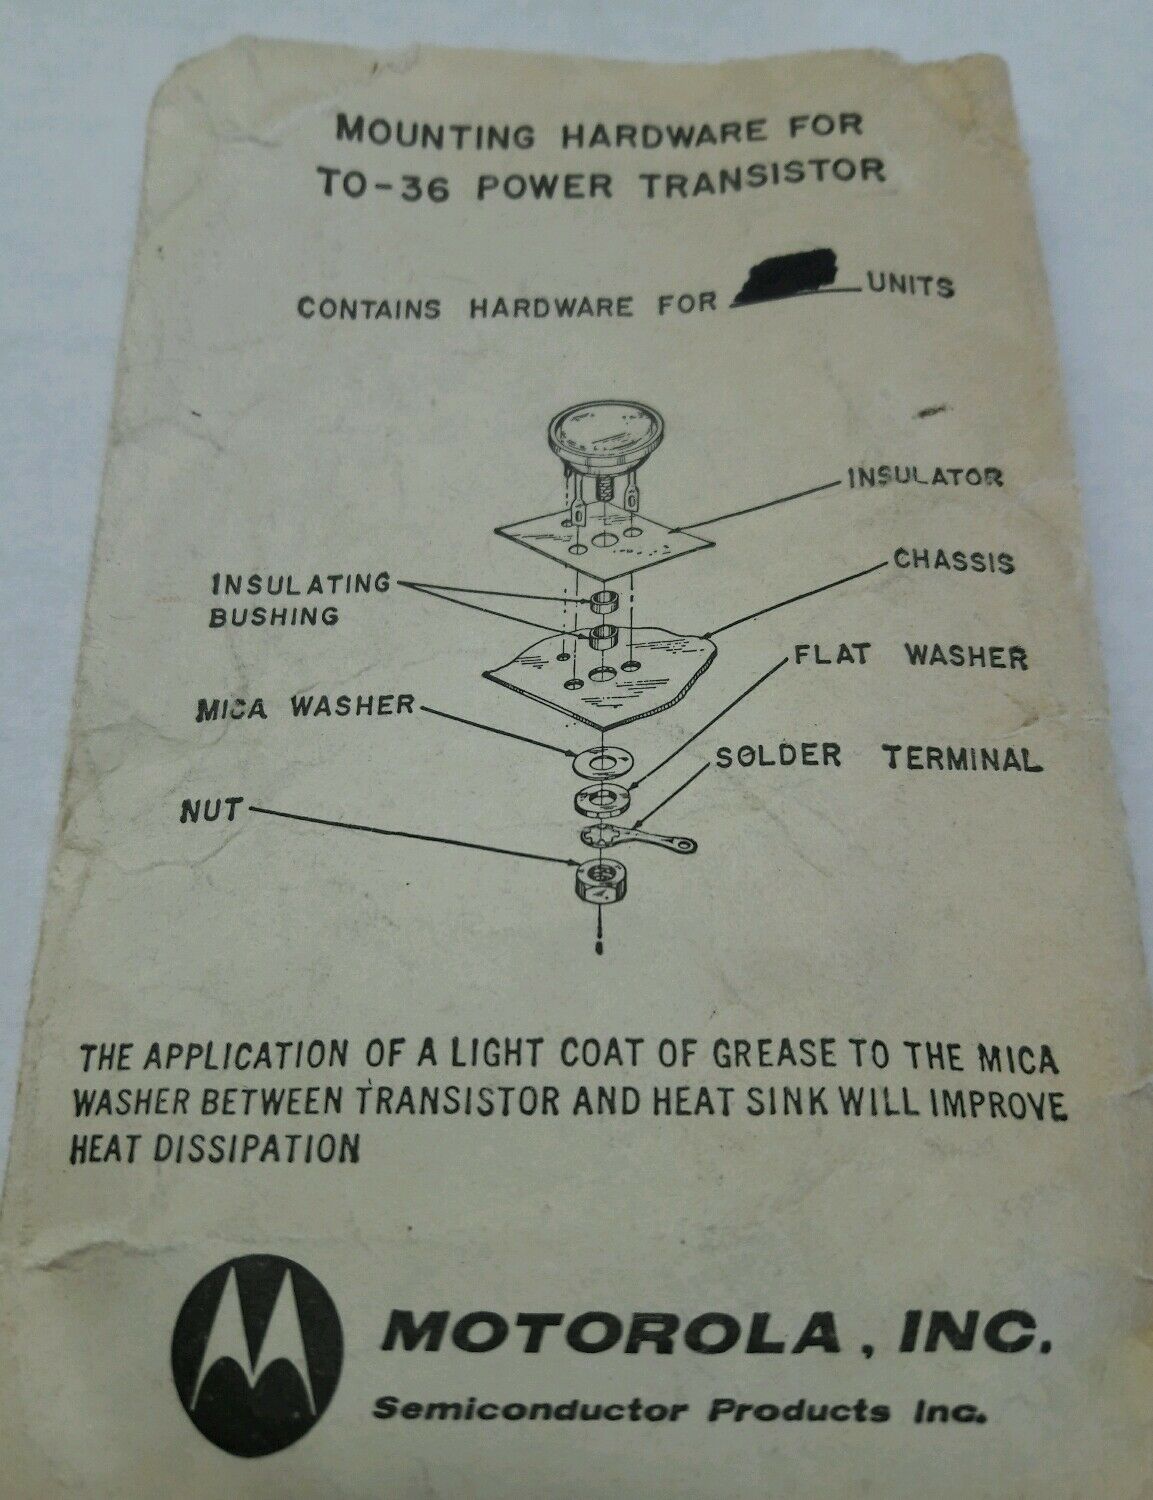 MOUNTING HARDWARE FOR
TO-36 POWER TRANSISTOR
CONTAINS HARDWARE FOR UNITS
INSULATOR
CHASSIS
INSULATING
BUSHING
FLAT WASHER
MICA WASHER
SOLDER TERMINAL
NUT
THE APPLICATION OF A LIGHT COAT OF GREASE TO THE MICA
WASHER BETWEEN TRANSISTOR AND HEAT SINK WILL IMPROVE
HEAT DISSIPATION
MOTOROLA, INC.
Semiconductor Products Inc.